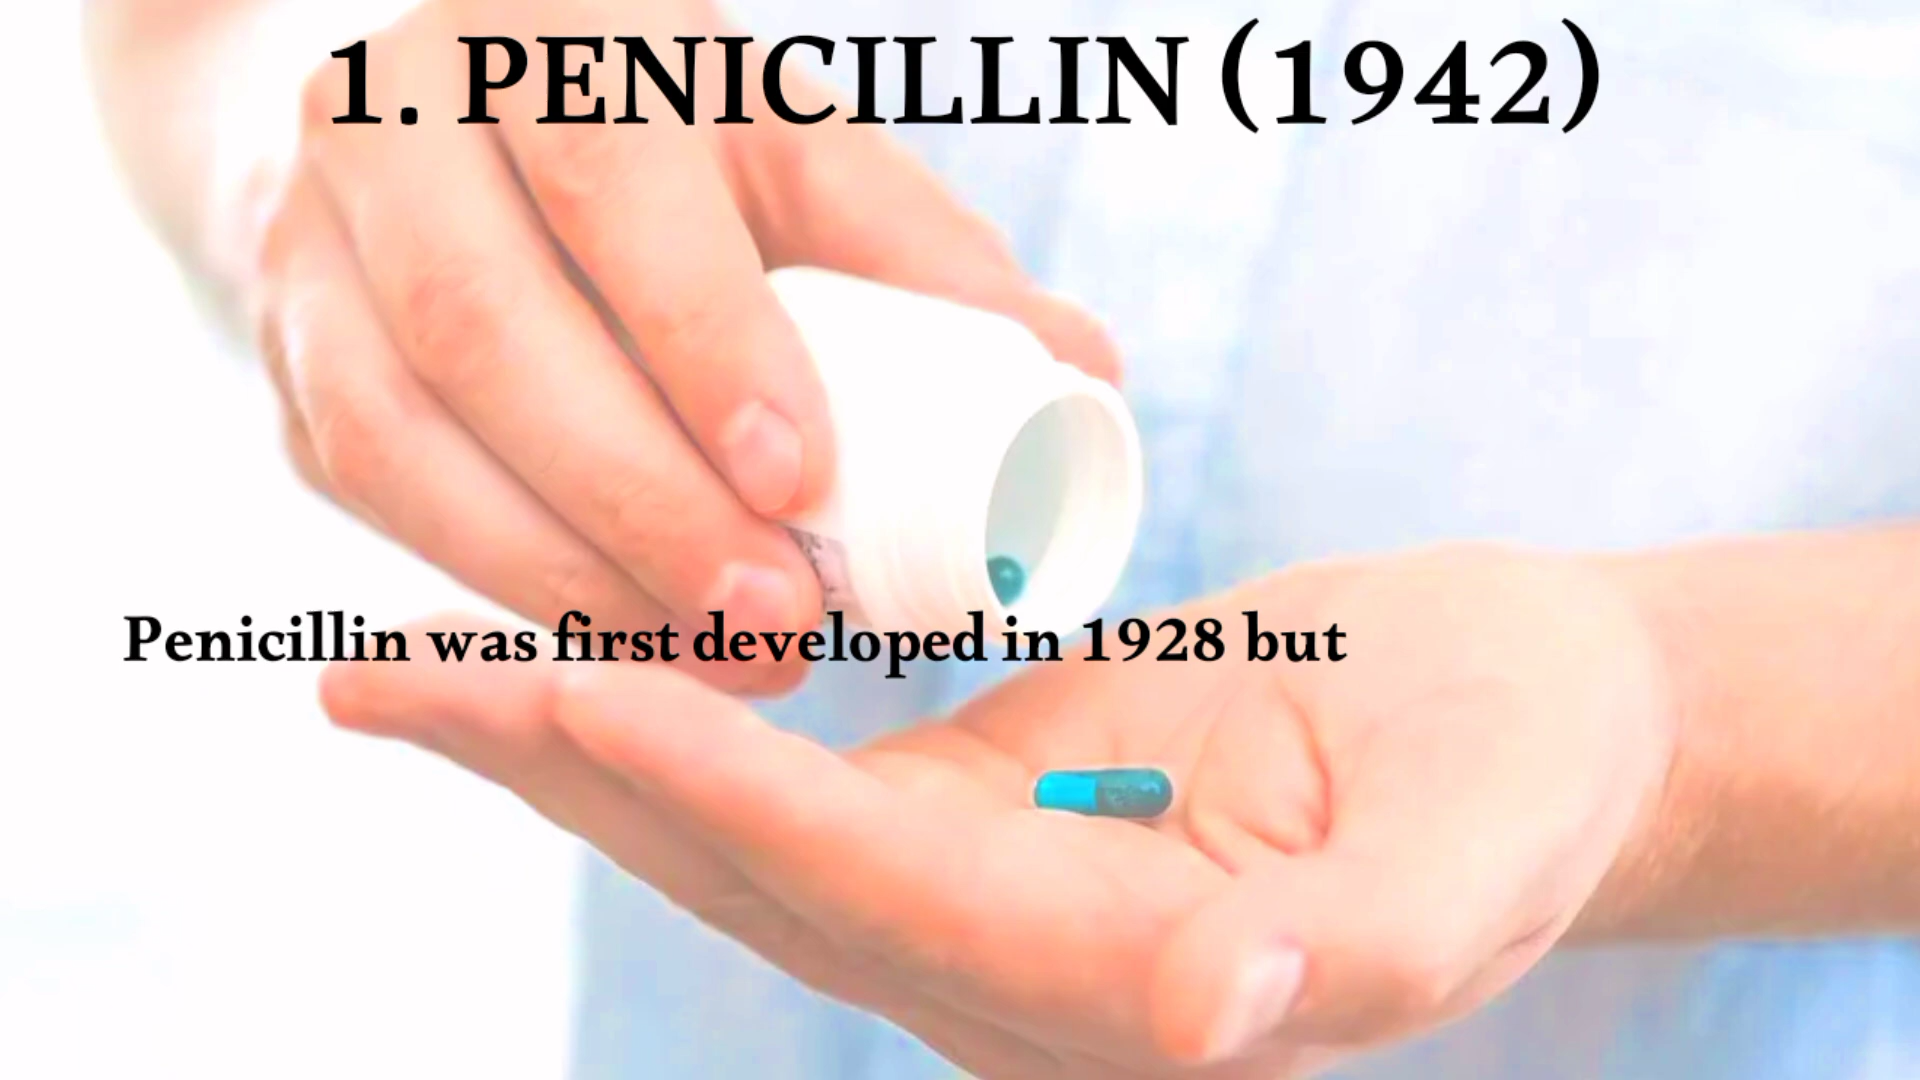 1. PENICILLIN (1942)
Penicillin was first developed in 1928 but